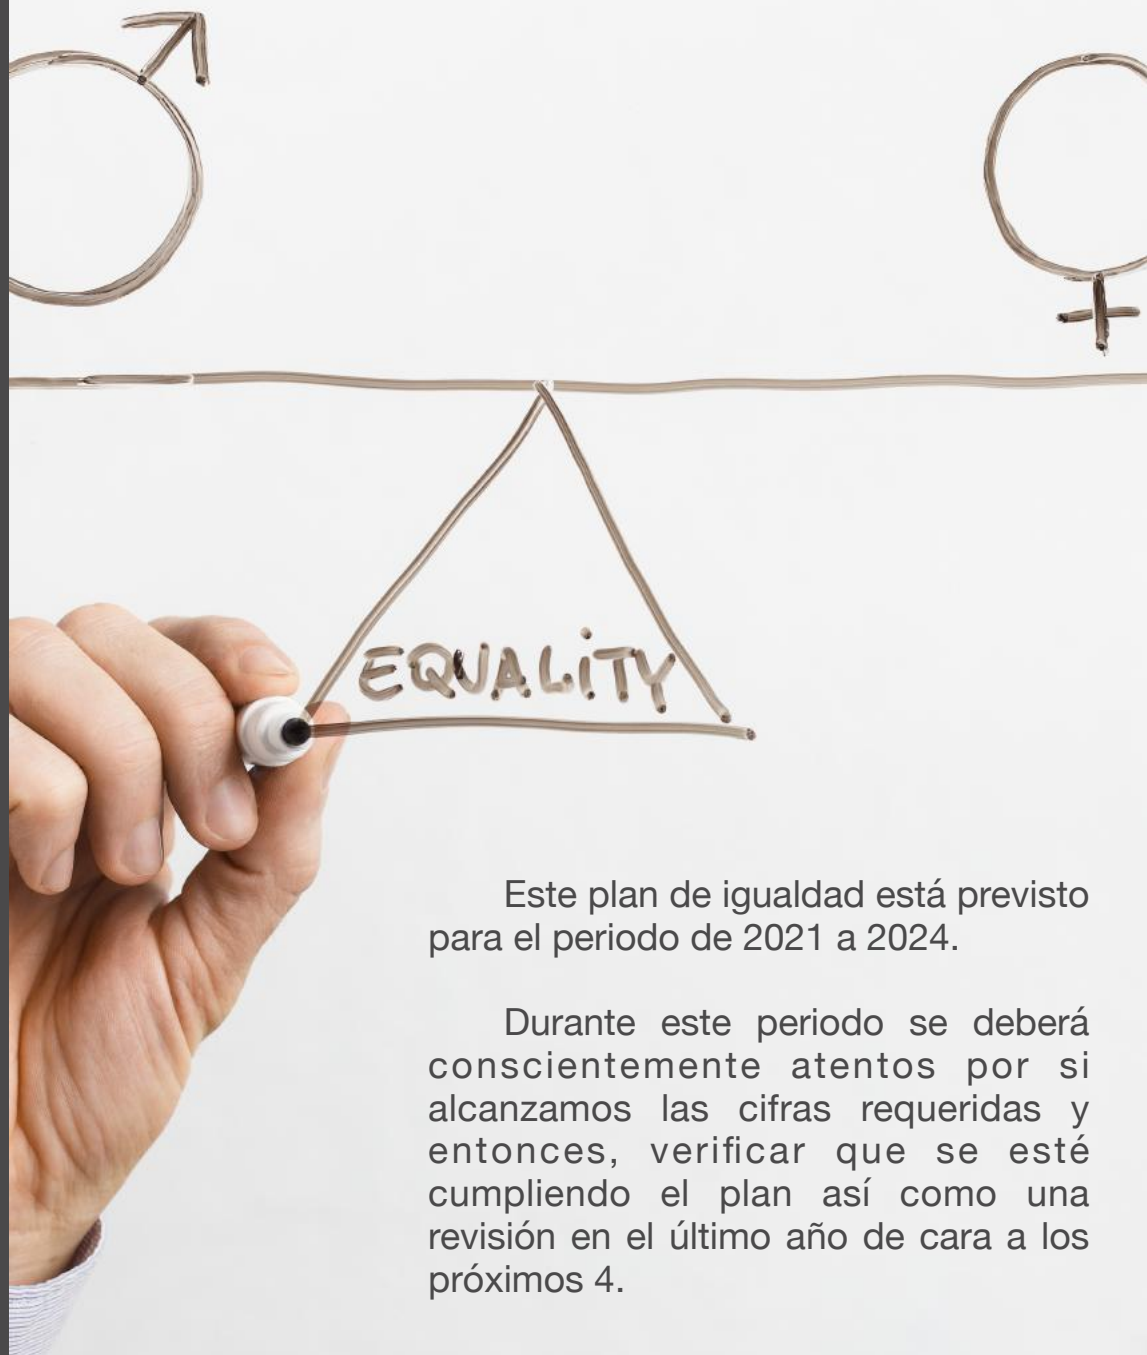 EQUALiTY
Este plan de igualdad está previsto
para el periodo de 2021 a 2024.
Durante este periodo se deberá
conscientemente atentos por si
alcanzamos las cifras requeridas y
entonces, verificar que se esté
cumpliendo el plan así como una
revisión en el último año de cara a los
próximos 4.